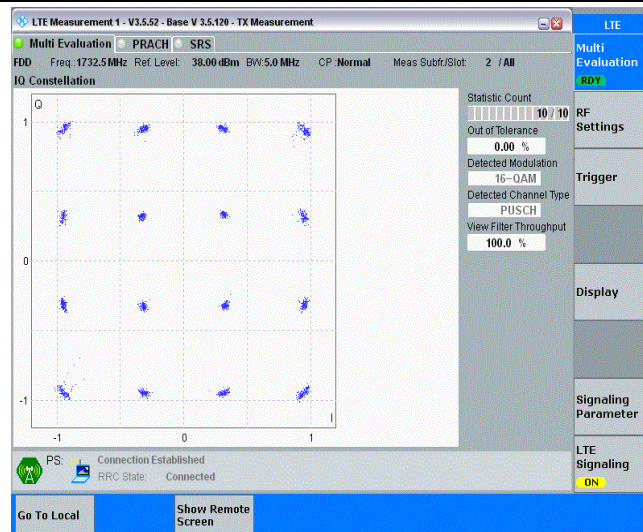 LTE Measurement 1 - V3.5.52 - Base V 3.5.120 - TX Measurement
LTE
Multi Evaluation PRACH SRS
Multi
Evaluation
RDY
FDD Freq.:1732.5 MHz Ref. Level: 38.00 dBm BW:5.0 MHz CP :Normal Meas Subfr./Slot: 2 / All
IQ Constellation
Q
1
0
-1
I
-1 0 1
Statistic Count
10 / 10
Out of Tolerance
0.00 %
Detected Modulation
16-QAM
Detected Channel Type
PUSCH
View Filter Throughput
100.0 %
RF
Settings
Trigger
Display
Signaling
Parameter
LTE
Signaling
ON
PS: Connection Established
RRC State: Connected
Go To Local
Show Remote
Screen